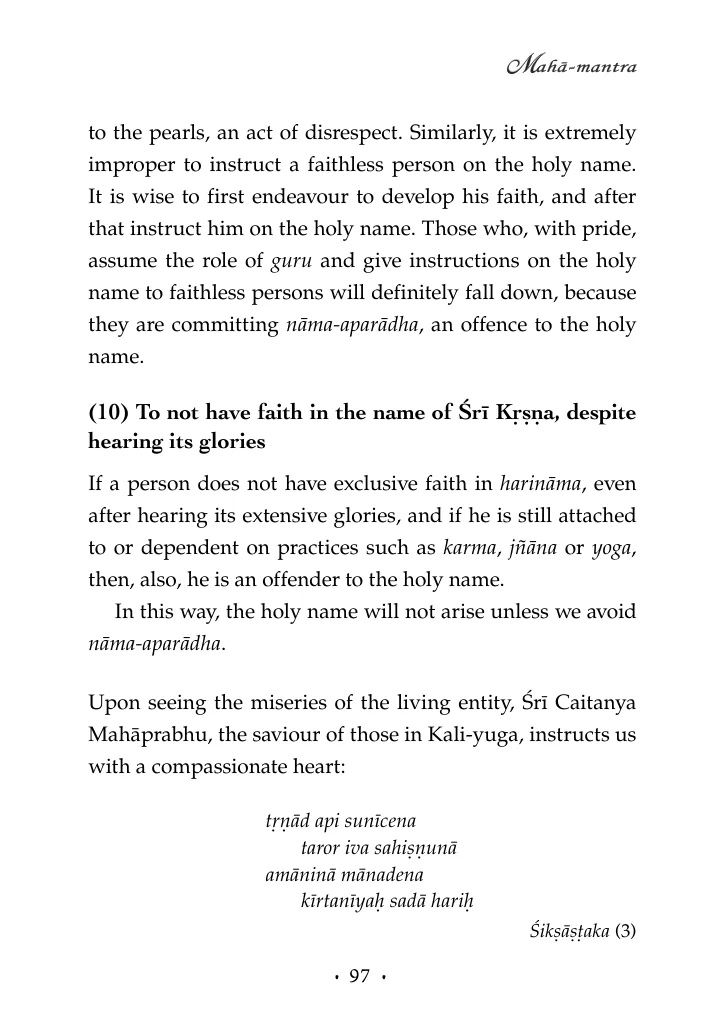 Mahā-mantra
to the pearls, an act of disrespect. Similarly, it is extremely
improper to instruct a faithless person on the holy name.
It is wise to first endeavour to develop his faith, and after
that instruct him on the holy name. Those who, with pride,
assume the role of guru and give instructions on the holy
name to faithless persons will definitely fall down, because
they are committing nāma-aparādha, an offence to the holy
name.
(10) To not have faith in the name of Śrī Kṛṣṇa, despite
hearing its glories
If a person does not have exclusive faith in harināma, even
after hearing its extensive glories, and if he is still attached
to or dependent on practices such as karma, jñāna or yoga,
then, also, he is an offender to the holy name.
In this way, the holy name will not arise unless we avoid
nāma-aparādha.
Upon seeing the miseries of the living entity, Śrī Caitanya
Mahāprabhu, the saviour of those in Kali-yuga, instructs us
with a compassionate heart:
tṛṇād api sunīcena
taror iva sahiṣṇunā
amāninā mānadena
kīrtanīyaḥ sadā hariḥ
Śikṣāṣṭaka (3)
• 97 •